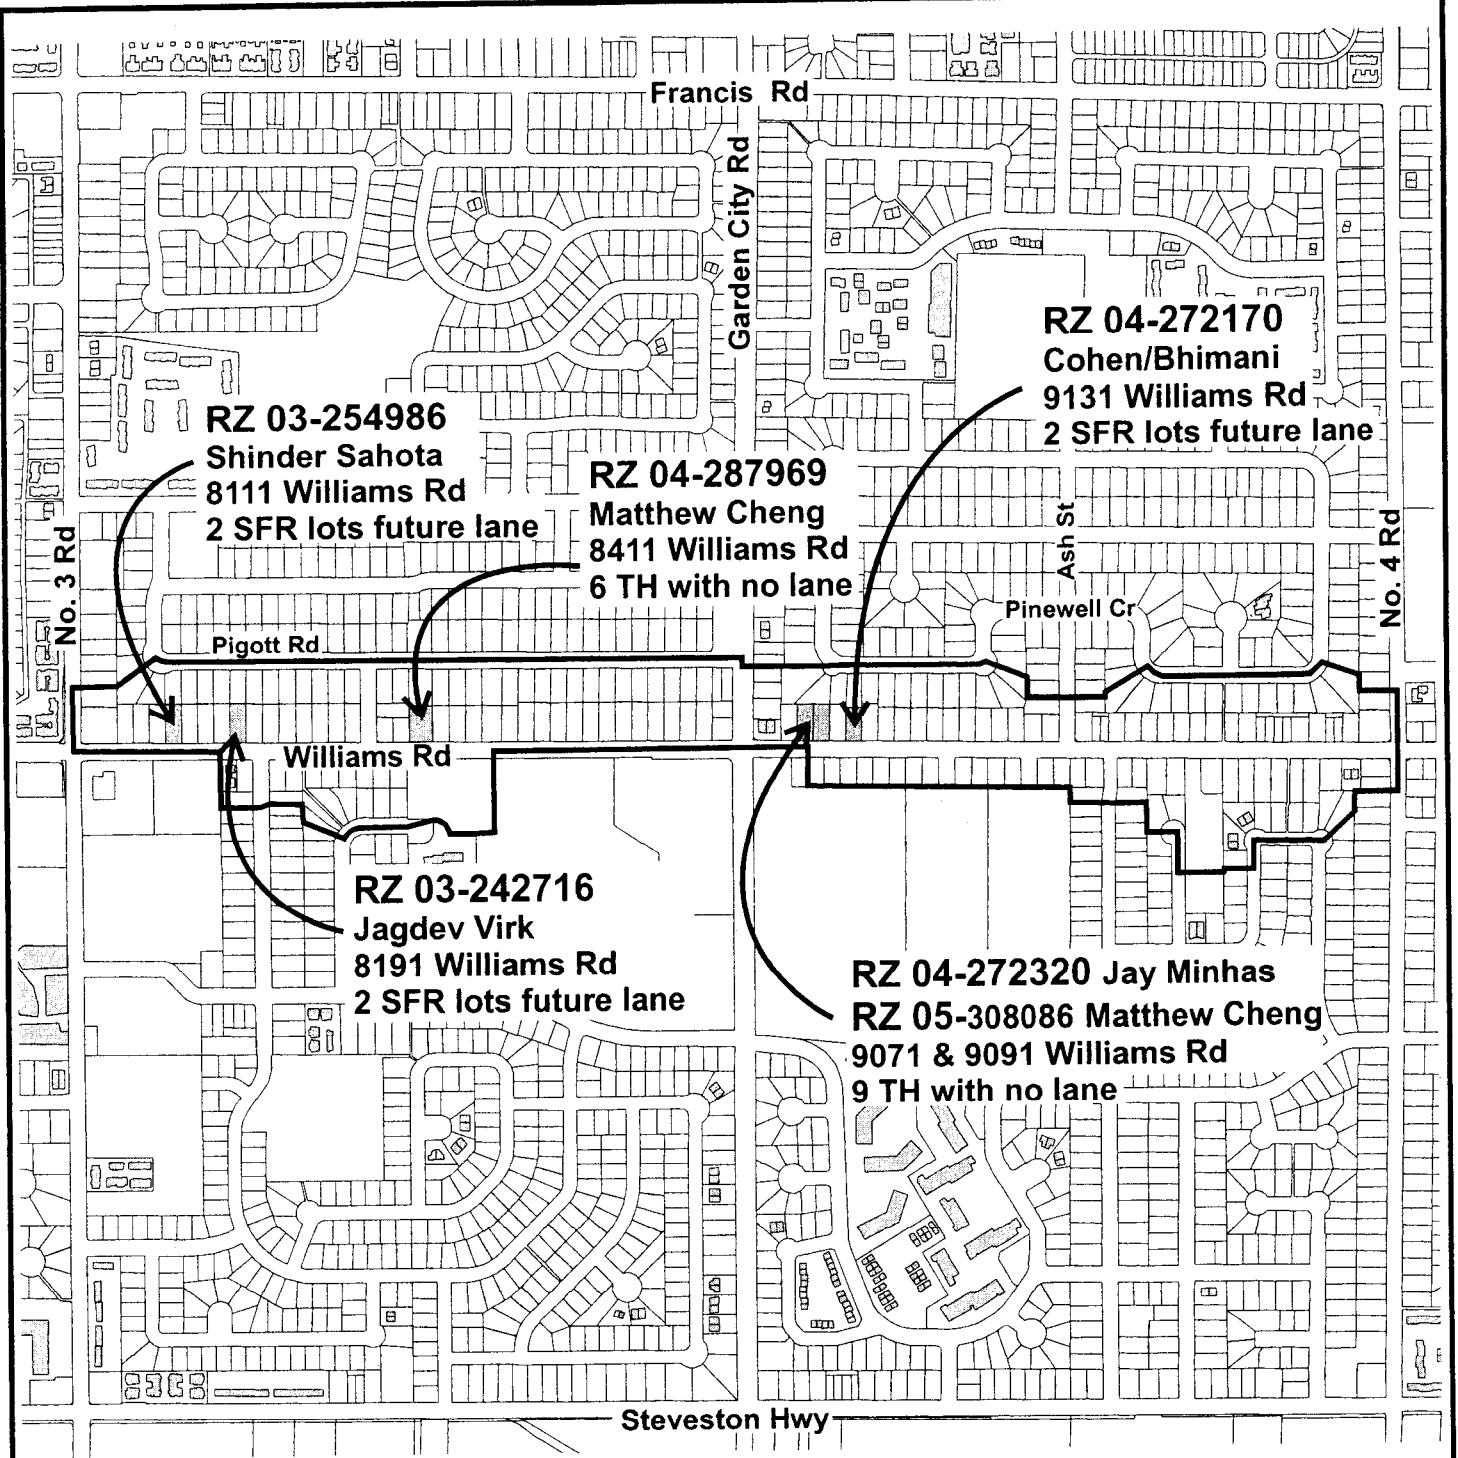 Francis Rd
Garden City Rd
RZ 04-272170
Cohen/Bhimani
9131 Williams Rd
2 SFR lots future lane
RZ 03-254986
Shinder Sahota
8111 Williams Rd
2 SFR lots future lane
RZ 04-287969
Matthew Cheng
8411 Williams Rd
6 TH with no lane
No. 3 Rd
Ash St
No. 4 Rd
Pinewell Cr
Pigott Rd
Williams Rd
RZ 03-242716
Jagdev Virk
8191 Williams Rd
2 SFR lots future lane
RZ 04-272320 Jay Minhas
RZ 05-308086 Matthew Cheng
9071 & 9091 Williams Rd
9 TH with no lane
Steveston Hwy